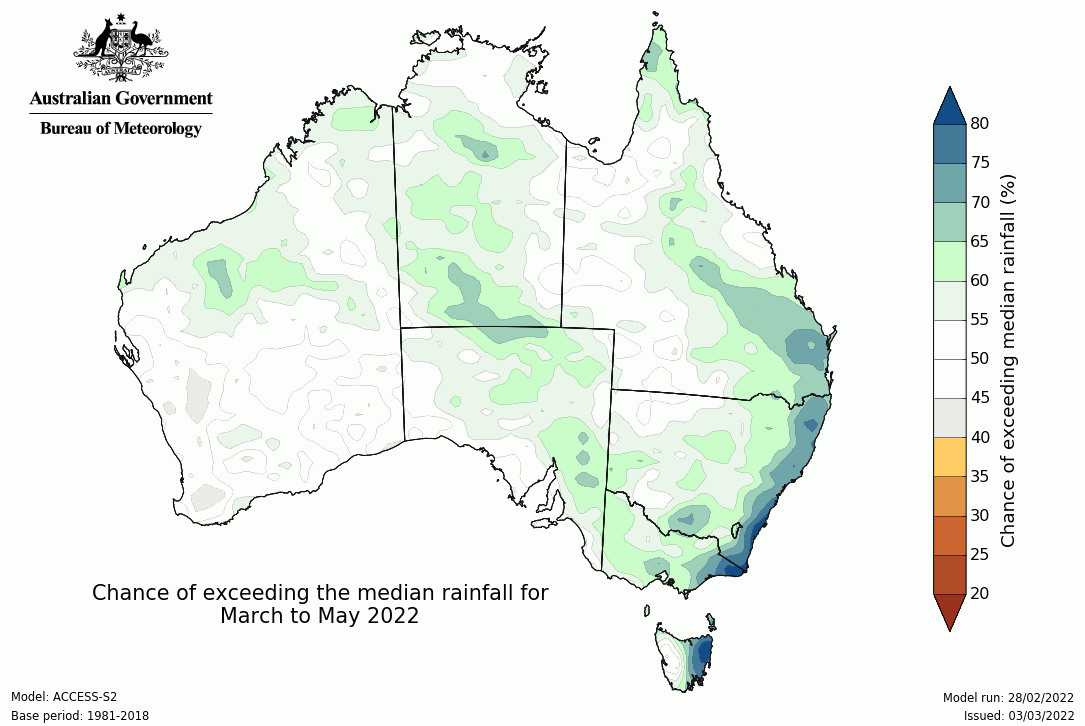 AUSTRALIA
Australian Government
Bureau of Meteorology
80
75
70
65
60
55
50
45
40
35
30
25
20
Chance of exceeding median rainfall (%)
Chance of exceeding the median rainfall for
March to May 2022
Model: ACCESS-S2
Base period: 1981-2018
Model run: 28/02/2022
Issued: 03/03/2022